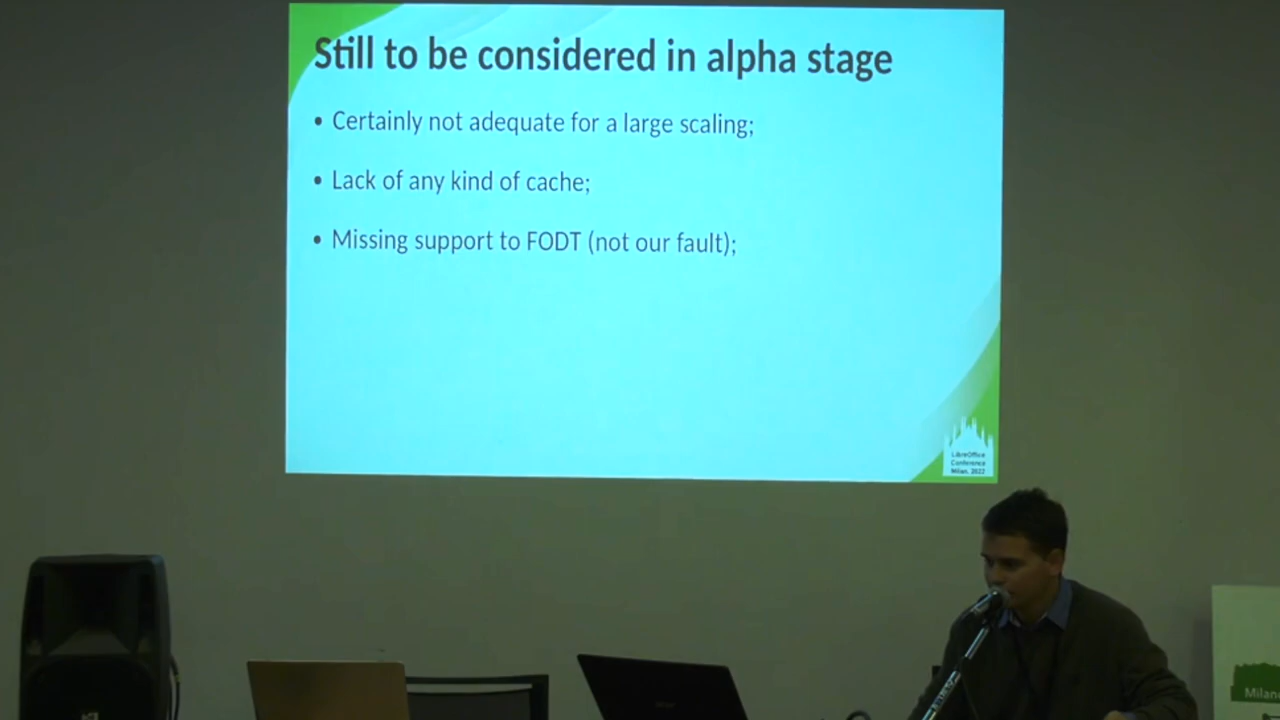 Still to be considered in alpha stage
• Certainly not adequate for a large scaling;
• Lack of any kind of cache;
• Missing support to FODT (not our fault);
LibreOffice
Conference
Milan, 2022